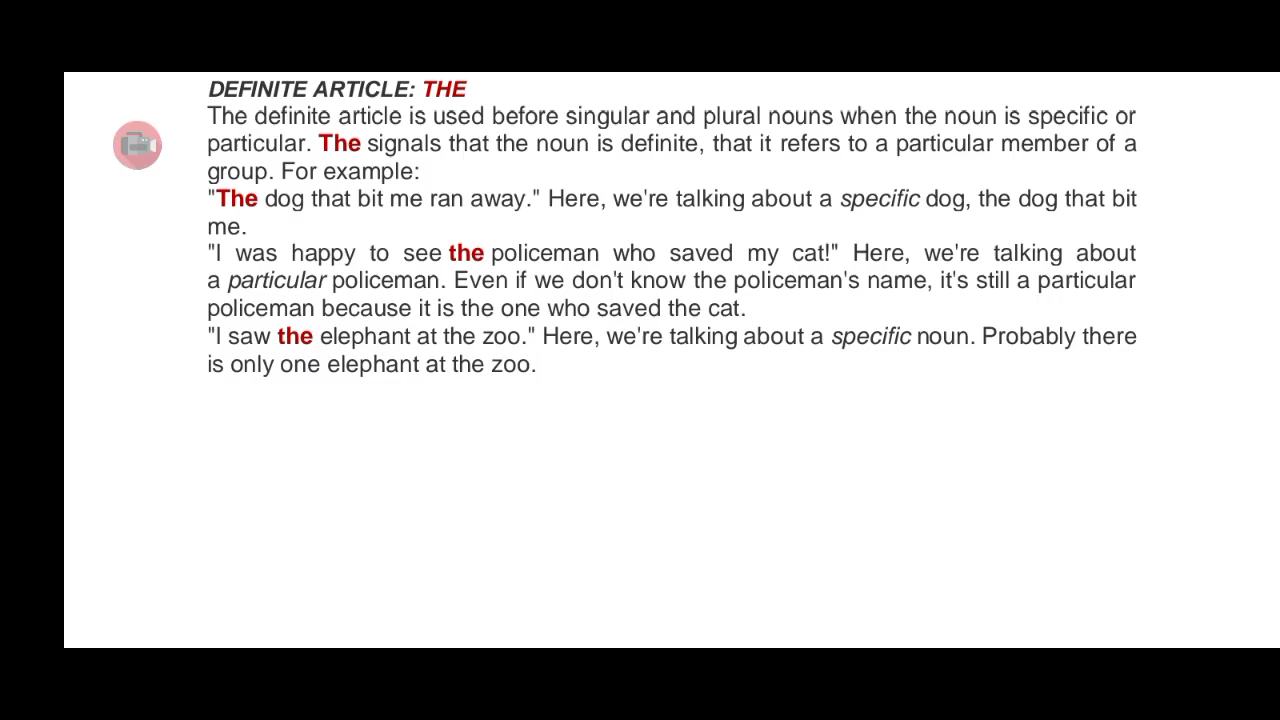 DEFINITE ARTICLE: THE
The definite article is used before singular and plural nouns when the noun is specific or
particular. The signals that the noun is definite, that it refers to a particular member of a
group. For example:
"The dog that bit me ran away." Here, we're talking about a specific dog, the dog that bit
me.
"I was happy to see the policeman who saved my cat!" Here, we're talking about
a particular policeman. Even if we don't know the policeman's name, it's still a particular
policeman because it is the one who saved the cat.
"I saw the elephant at the zoo." Here, we're talking about a specific noun. Probably there
is only one elephant at the zoo.